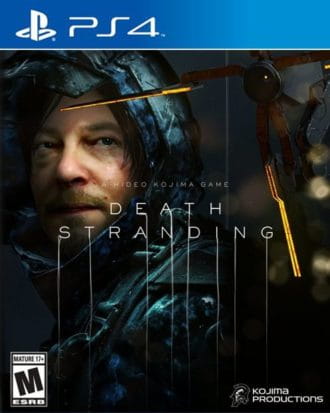 PS4
A HIDEO KOJIMA GAME
DEATH
STRANDING
MATURE 17+
M
ESRB
KOJIMA
PRODUCTIONS